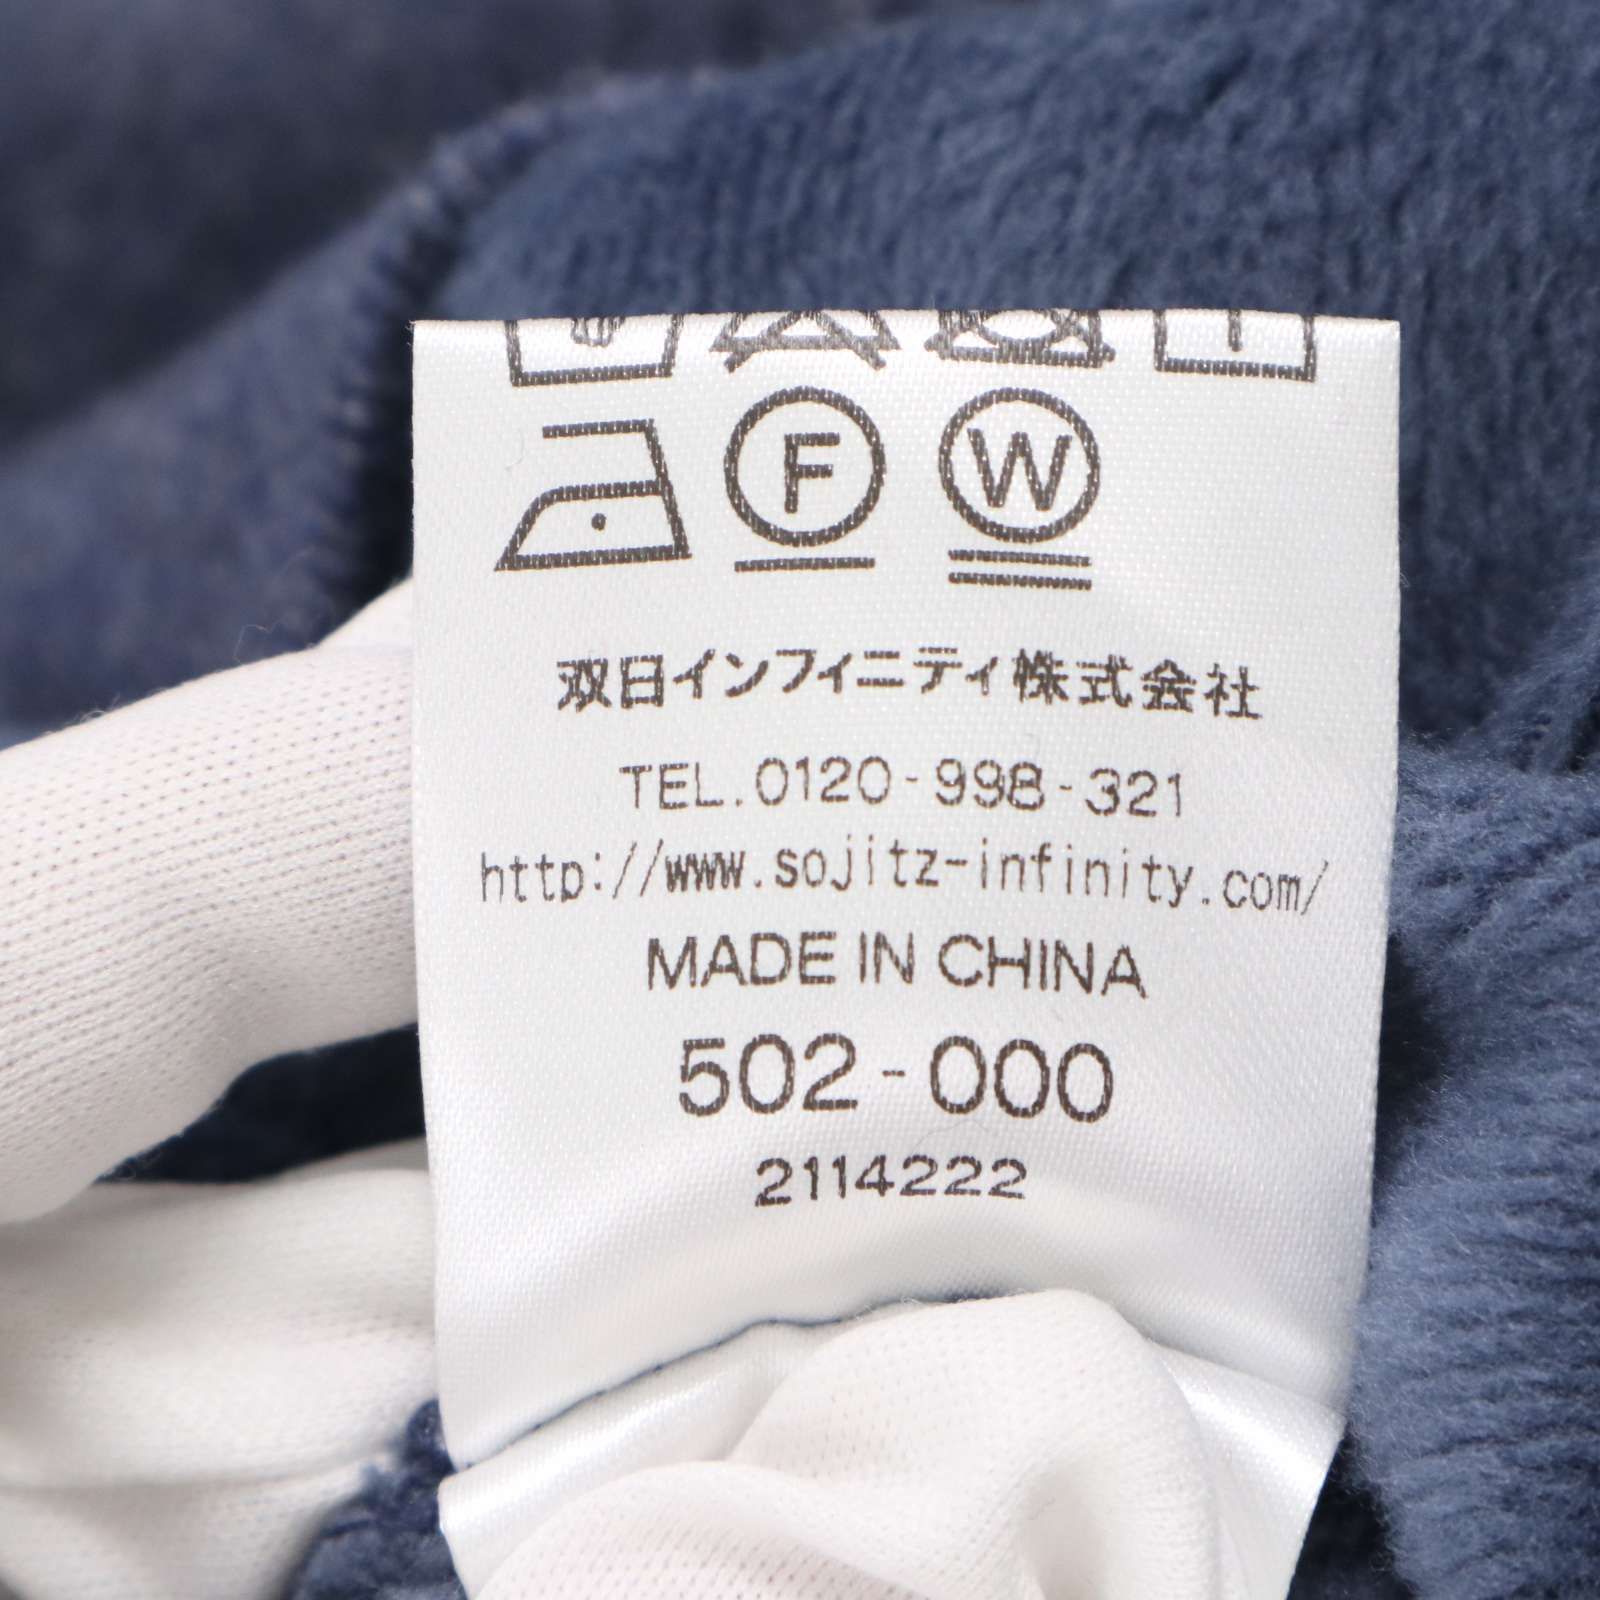 F W
双日インフィニティ株式会社
TEL.0120-998-321
http://www.sojitz-infinity.com/
MADE IN CHINA
502-000
2114222